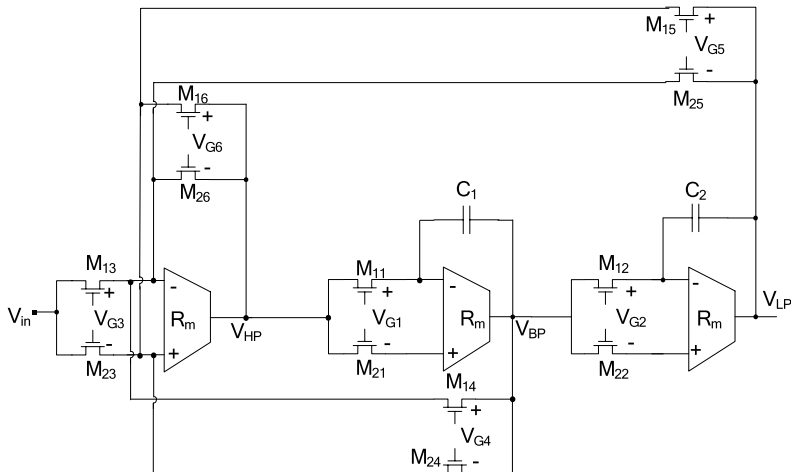 M15 +
VG5
-
M25
M16
+
VG6
-
M26
C1
C2
M13
+
VG3
-
M23
Vin
-
Rm
+
VHP
M11
+
VG1
-
M21
-
Rm
+
VBP
M12
+
VG2
-
M22
-
Rm
+
VLP
M14
+
VG4
M24 -